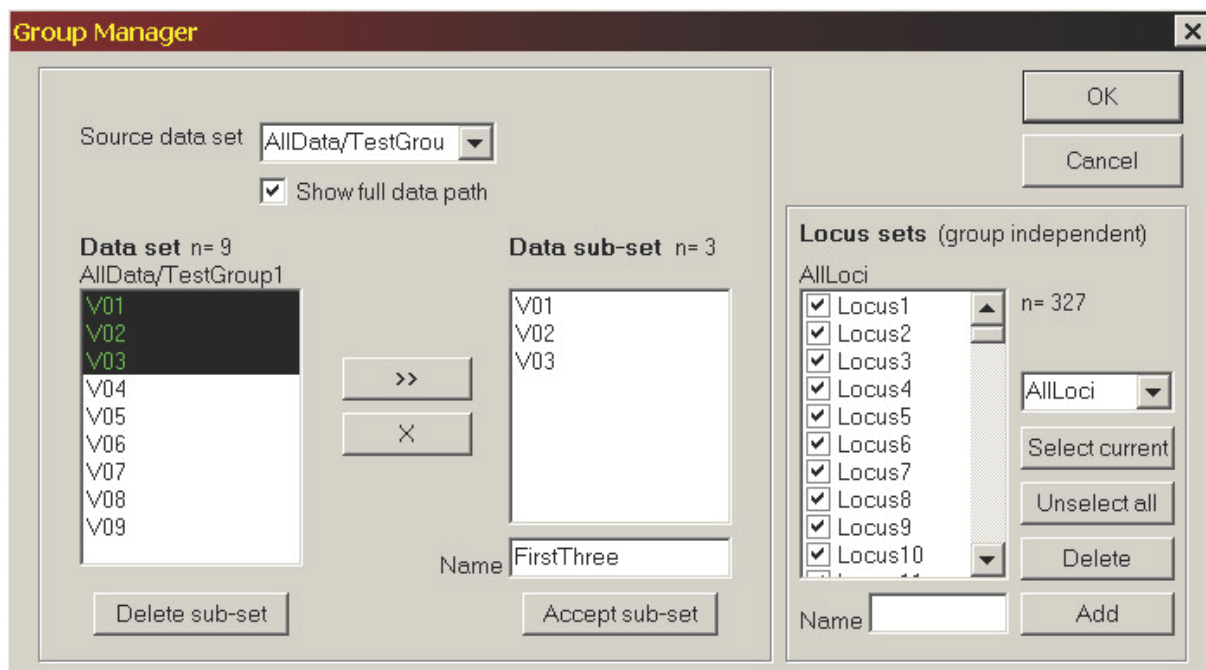 Group Manager
OK
Cancel
Source data set AllData/TestGrou
Show full data path
Data set n= 9
AllData/TestGroup1
V01
V02
V03
V04
V05
V06
V07
V08
V09
>>
X
Data sub-set n= 3
V01
V02
V03
Name FirstThree
Delete sub-set
Accept sub-set
Locus sets (group independent)
AllLoci
Locus1
Locus2
Locus3
Locus4
Locus5
Locus6
Locus7
Locus8
Locus9
Locus10
n= 327
AllLoci
Select current
Unselect all
Delete
Name
Add